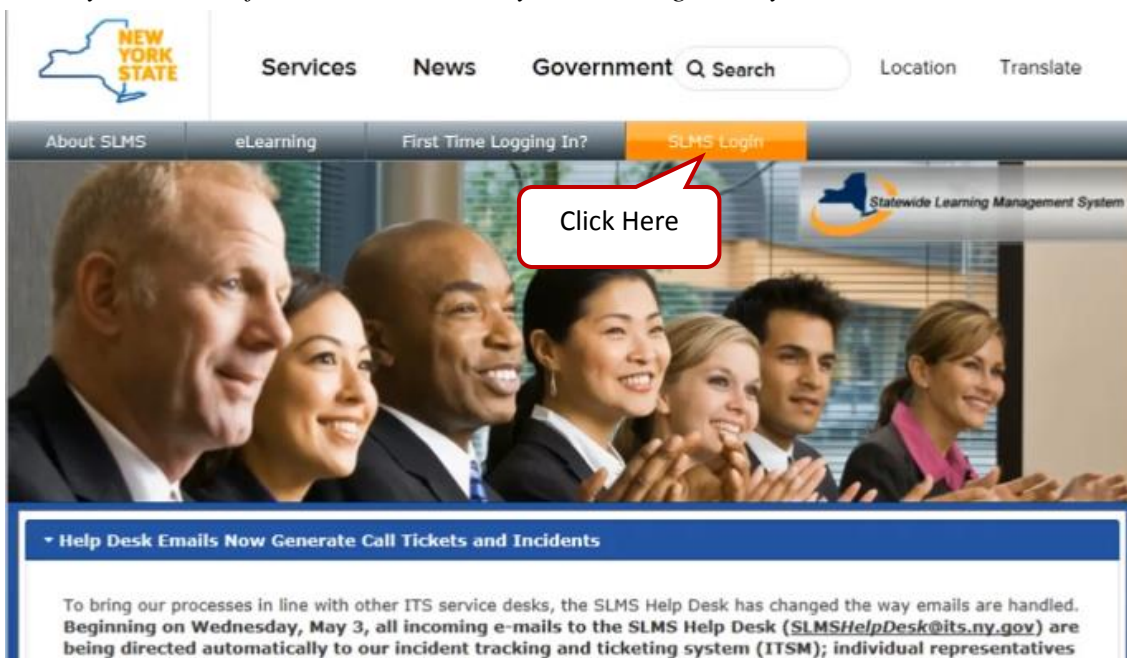 NEW
YORK
STATE
Services News Government Search Location Translate
About SLMS eLearning First Time Logging In? SLMS Login
Statewide Learning Management System
Click Here
Help Desk Emails Now Generate Call Tickets and Incidents
To bring our processes in line with other ITS service desks, the SLMS Help Desk has changed the way emails are handled.
Beginning on Wednesday, May 3, all incoming e-mails to the SLMS Help Desk (SLMSHelpDesk@its.ny.gov) are
being directed automatically to our incident tracking and ticketing system (ITSM); individual representatives